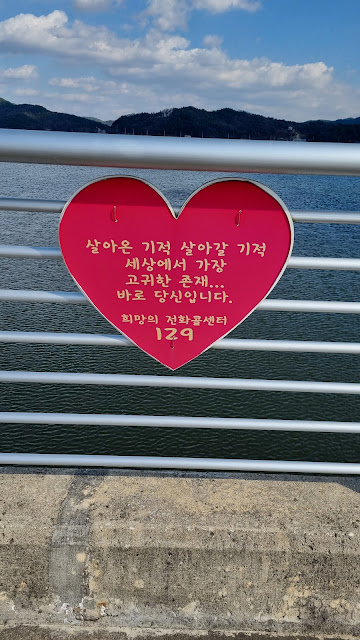 살아온 기적 살아갈 기적
세상에서 가장
고귀한 존재...
바로 당신입니다.
희망의 전화콜센터
129